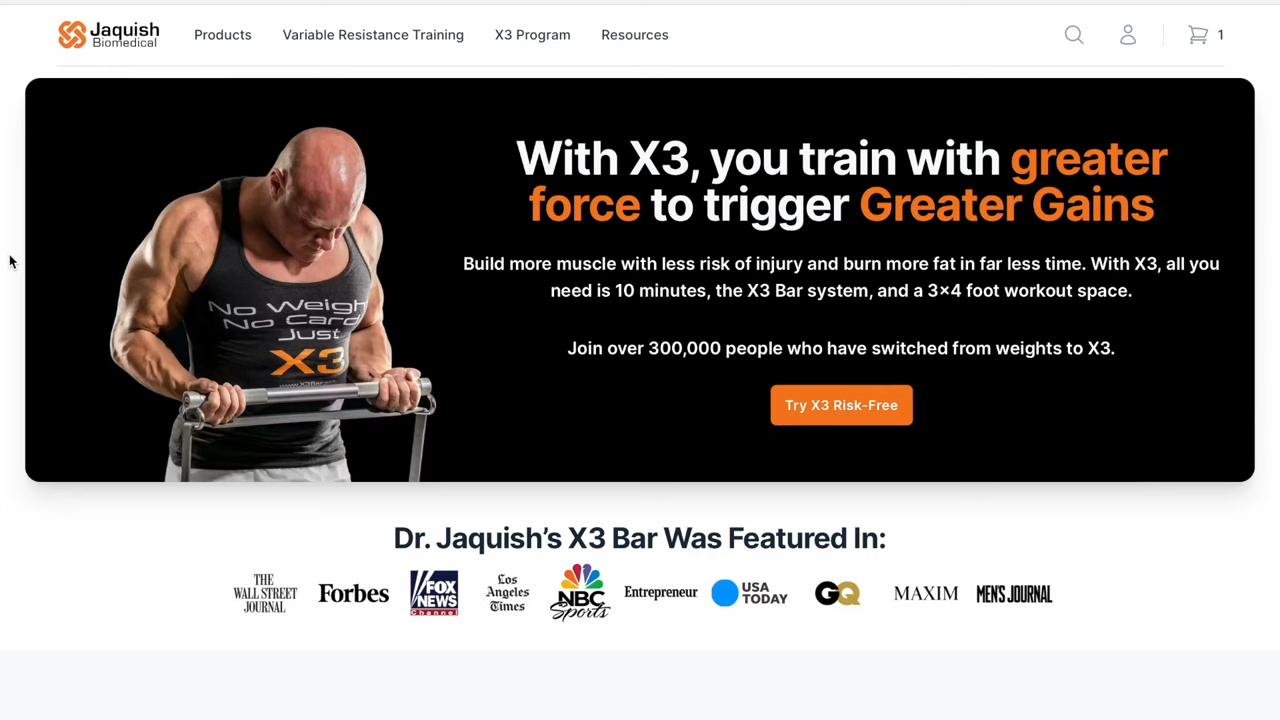 Jaquish
Biomedical
Products
Variable Resistance Training
X3 Program
Resources
1
With X3, you train with greater
force to trigger Greater Gains
Build more muscle with less risk of injury and burn more fat in far less time. With X3, all you
need is 10 minutes, the X3 Bar system, and a 3×4 foot workout space.
Join over 300,000 people who have switched from weights to X3.
Try X3 Risk-Free
No Weigh
No Card
Just
X3
Dr. Jaquish’s X3 Bar Was Featured In:
THE
WALL STREET
JOURNAL
Forbes
FOX
NEWS
Channel
Los
Angeles
Times
NBC
Sports
Entrepreneur
USA
TODAY
GQ
MAXIM
MEN'S JOURNAL